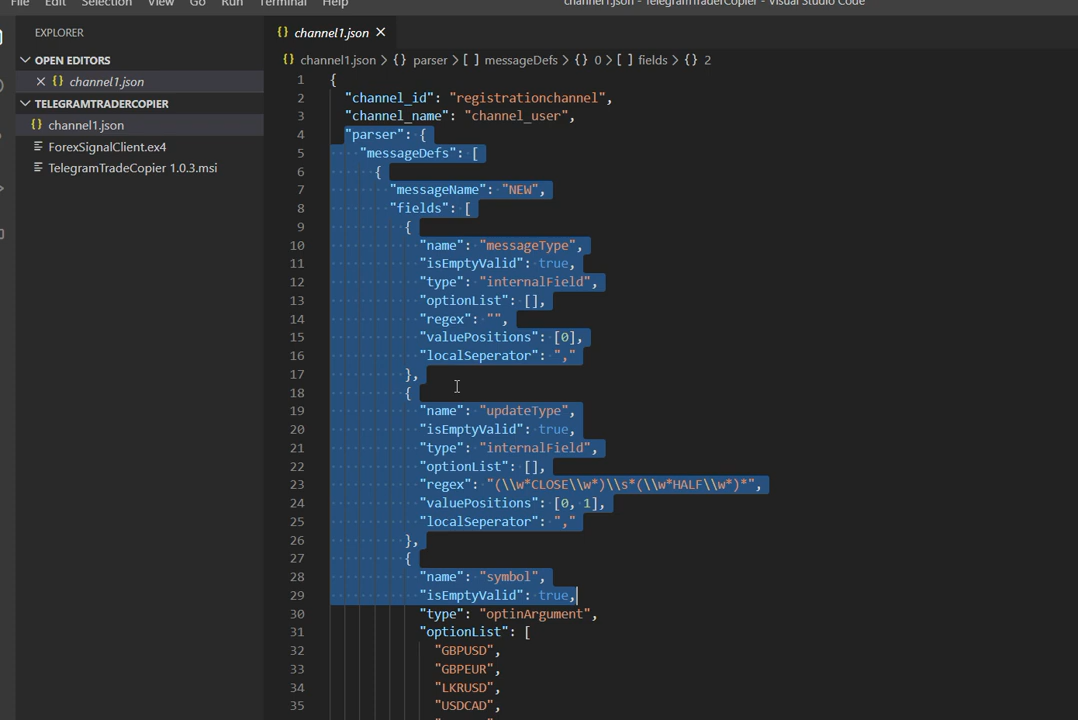 File Edit Selection View Go Run Terminal Help
channel1.json - TelegramTraderCopier - Visual Studio Code
EXPLORER
OPEN EDITORS
{} channel1.json
TELEGRAMTRADERCOPIER
{} channel1.json
ForexSignalClient.ex4
TelegramTradeCopier 1.0.3.msi
{} channel1.json
{} channel1.json > {} parser > [ ] messageDefs > {} 0 > [ ] fields > {} 2
1 {
2 "channel_id": "registrationchannel",
3 "channel_name": "channel_user",
4 "parser": {
5 "messageDefs": [
6 {
7 "messageName": "NEW",
8 "fields": [
9 {
10 "name": "messageType",
11 "isEmptyValid": true,
12 "type": "internalField",
13 "optionList": [],
14 "regex": "",
15 "valuePositions": [0],
16 "localSeperator": ","
17 },
18 {
19 "name": "updateType",
20 "isEmptyValid": true,
21 "type": "internalField",
22 "optionList": [],
23 "regex": "(\\w*CLOSE\\w*)\\s*(\\w*HALF\\w*)*",
24 "valuePositions": [0, 1],
25 "localSeperator": ","
26 },
27 {
28 "name": "symbol",
29 "isEmptyValid": true,
30 "type": "optinArgument",
31 "optionList": [
32 "GBPUSD",
33 "GBPEUR",
34 "LKRUSD",
35 "USDCAD",